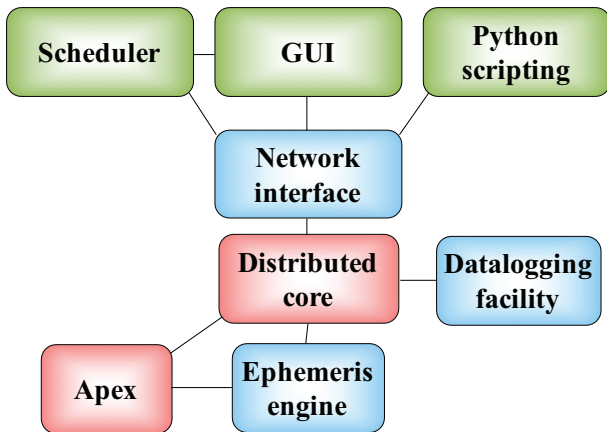 Scheduler
GUI
Python
scripting
Network
interface
Distributed
core
Datalogging
facility
Apex
Ephemeris
engine